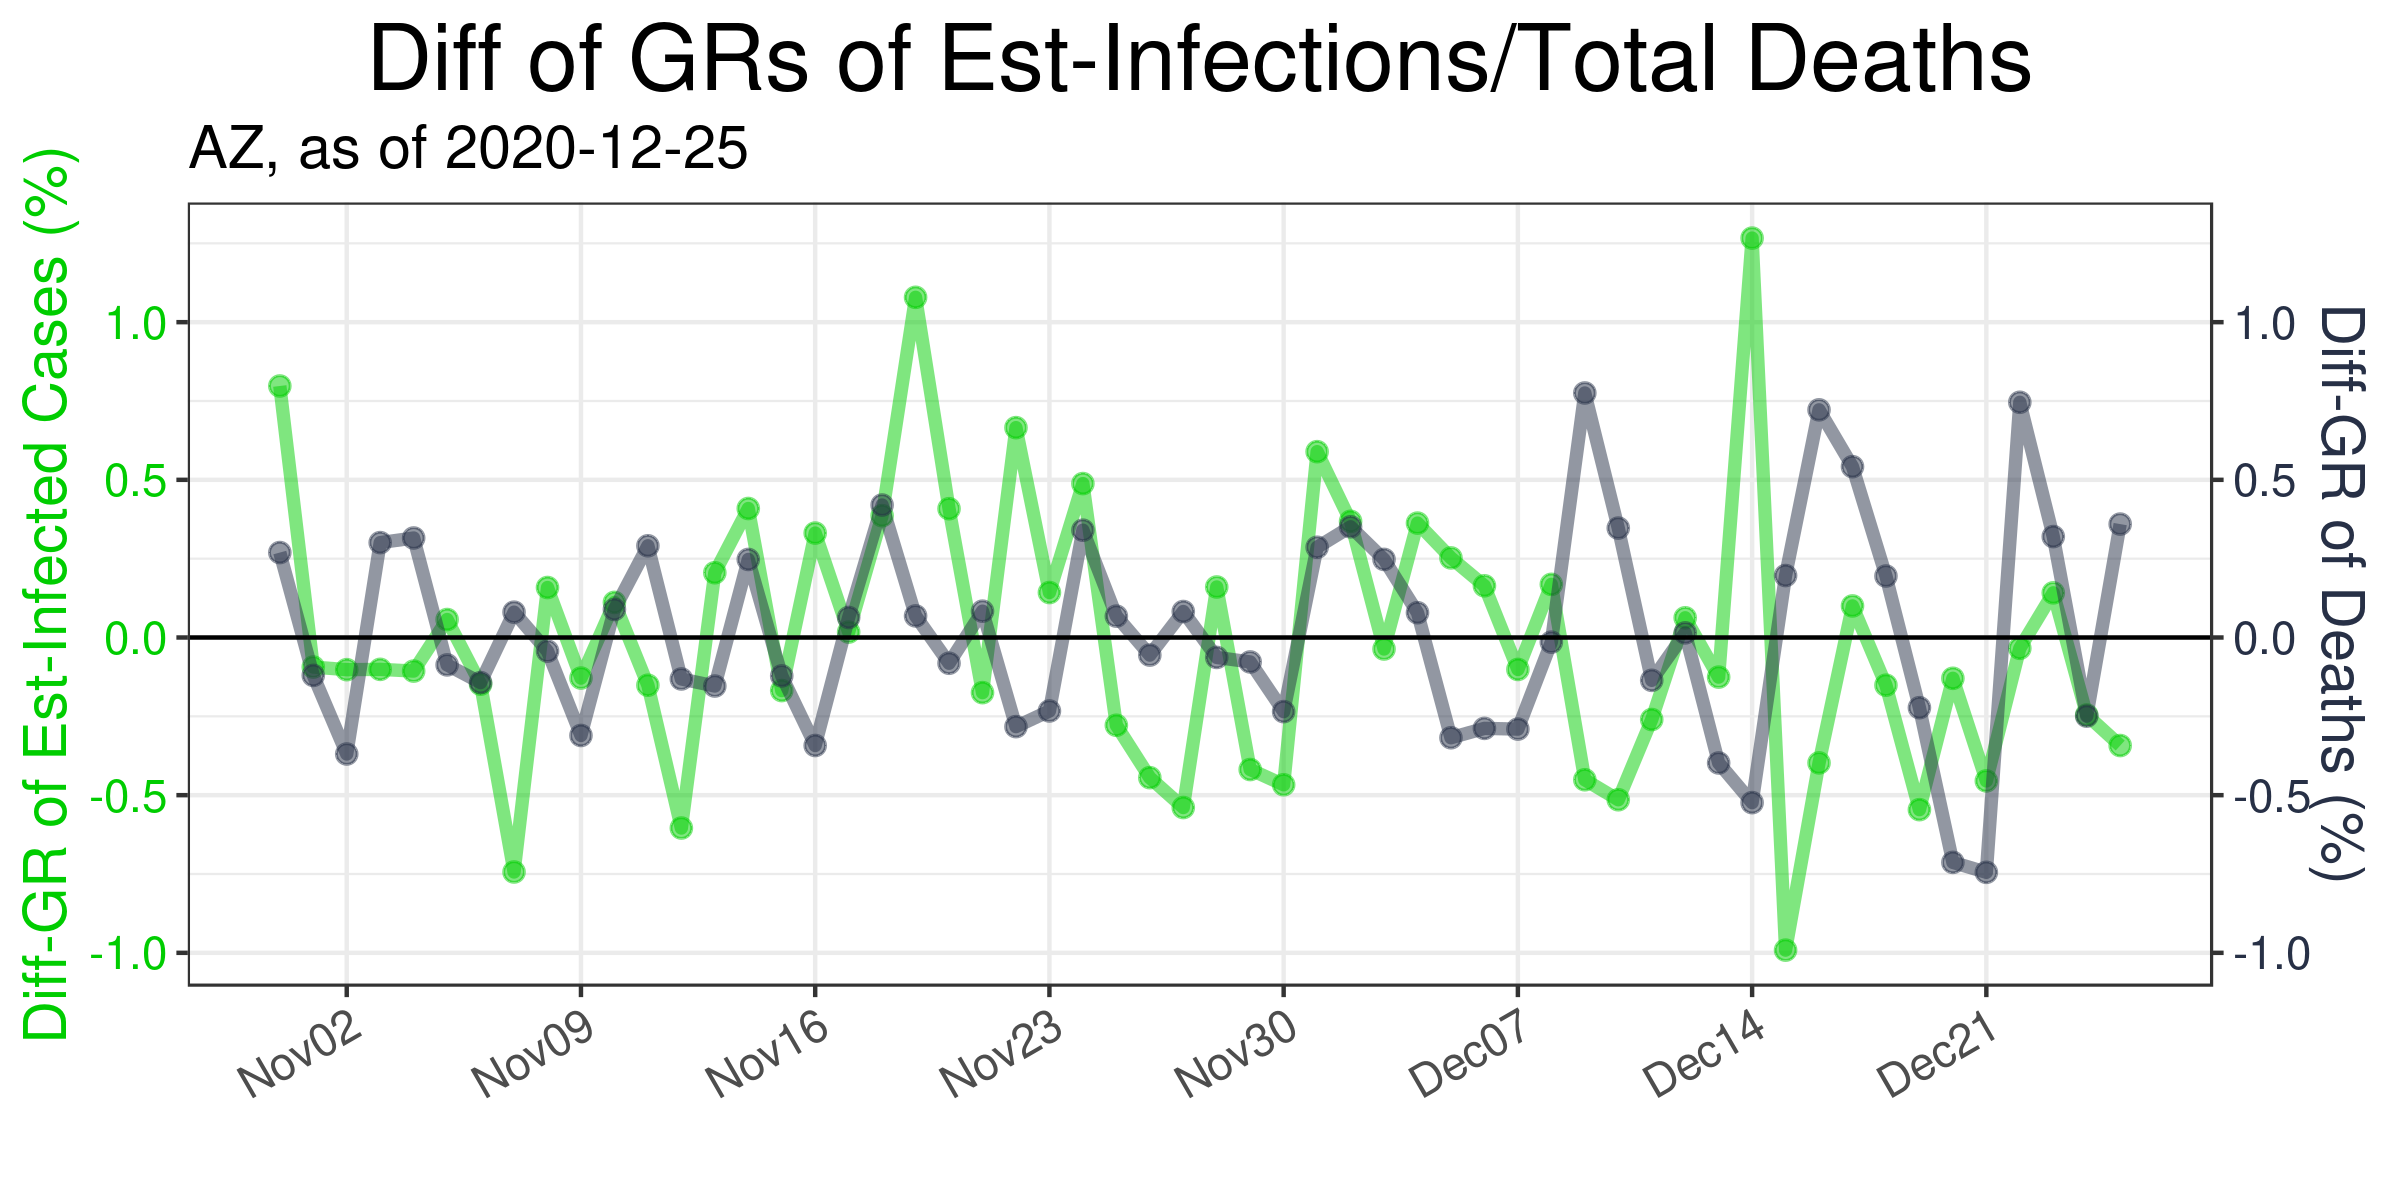 Diff of GRs of Est-Infections/Total Deaths
AZ, as of 2020-12-25
Diff-GR of Est-Infected Cases (%)
1.0
0.5
0.0
-0.5
-1.0
1.0
0.5
0.0
-0.5
-1.0
Diff-GR of Deaths (%)
Nov02
Nov09
Nov16
Nov23
Nov30
Dec07
Dec14
Dec21